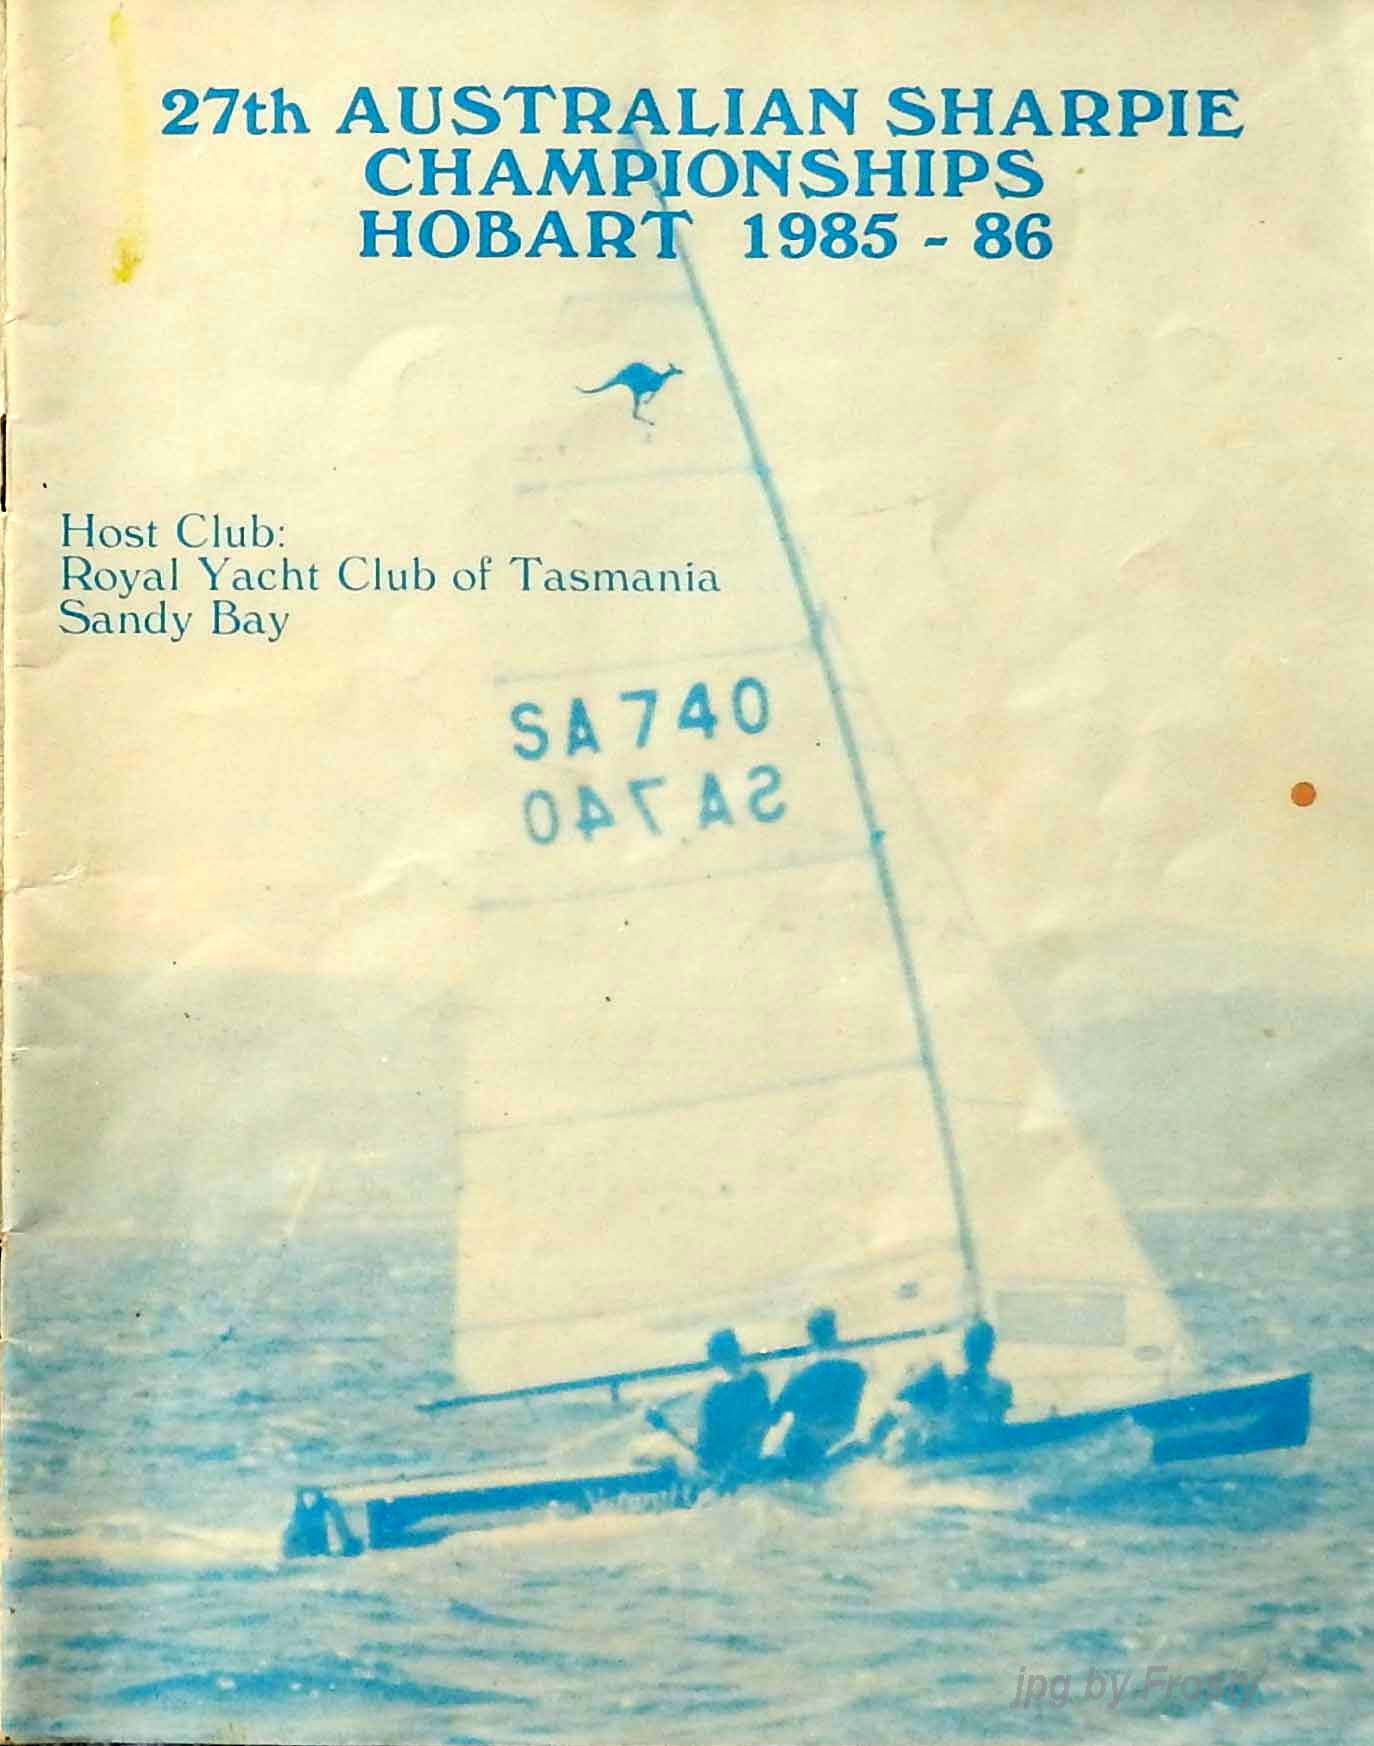 27th AUSTRALIAN SHARPIE
CHAMPIONSHIPS
HOBART 1985 - 86
Host Club:
Royal Yacht Club of Tasmania
Sandy Bay
SA740
SA740
jpg by Frosty